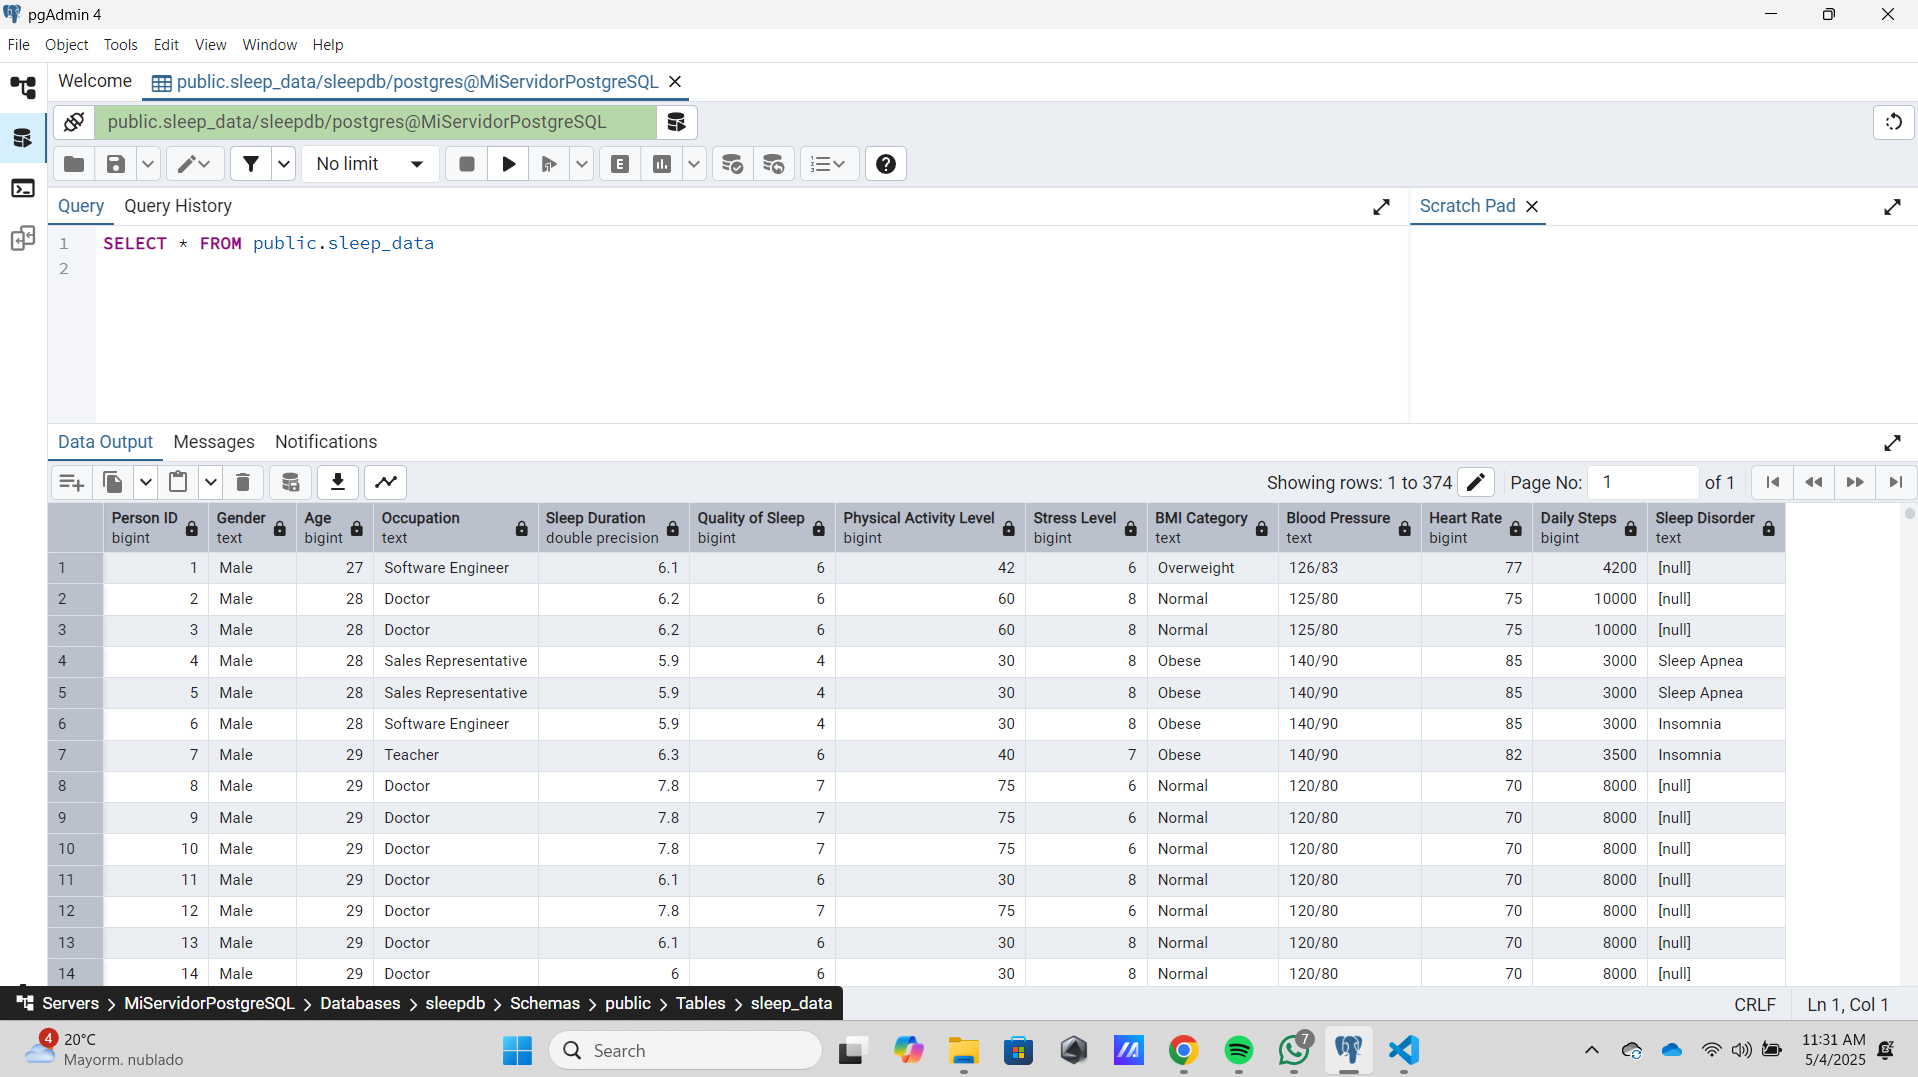 pgAdmin 4
File Object Tools Edit View Window Help
Welcome public.sleep_data/sleepdb/postgres@MiServidorPostgreSQL
public.sleep_data/sleepdb/postgres@MiServidorPostgreSQL
No limit E
Query Query History Scratch Pad
1 SELECT * FROM public.sleep_data
2
Data Output Messages Notifications
Showing rows: 1 to 374 Page No: 1 of 1
Person ID Gender Age Occupation Sleep Duration Quality of Sleep Physical Activity Level Stress Level BMI Category Blood Pressure Heart Rate Daily Steps Sleep Disorder
bigint text bigint text double precision bigint bigint bigint text text bigint bigint text
1 1 Male 27 Software Engineer 6.1 6 42 6 Overweight 126/83 77 4200 [null]
2 2 Male 28 Doctor 6.2 6 60 8 Normal 125/80 75 10000 [null]
3 3 Male 28 Doctor 6.2 6 60 8 Normal 125/80 75 10000 [null]
4 4 Male 28 Sales Representative 5.9 4 30 8 Obese 140/90 85 3000 Sleep Apnea
5 5 Male 28 Sales Representative 5.9 4 30 8 Obese 140/90 85 3000 Sleep Apnea
6 6 Male 28 Software Engineer 5.9 4 30 8 Obese 140/90 85 3000 Insomnia
7 7 Male 29 Teacher 6.3 6 40 7 Obese 140/90 82 3500 Insomnia
8 8 Male 29 Doctor 7.8 7 75 6 Normal 120/80 70 8000 [null]
9 9 Male 29 Doctor 7.8 7 75 6 Normal 120/80 70 8000 [null]
10 10 Male 29 Doctor 7.8 7 75 6 Normal 120/80 70 8000 [null]
11 11 Male 29 Doctor 6.1 6 30 8 Normal 120/80 70 8000 [null]
12 12 Male 29 Doctor 7.8 7 75 6 Normal 120/80 70 8000 [null]
13 13 Male 29 Doctor 6.1 6 30 8 Normal 120/80 70 8000 [null]
14 14 Male 29 Doctor 6 6 30 8 Normal 120/80 70 8000 [null]
Servers > MiServidorPostgreSQL > Databases > sleepdb > Schemas > public > Tables > sleep_data CRLF Ln 1, Col 1
4 20°C Search 7 11:31 AM
Mayorm. nublado 5/4/2025